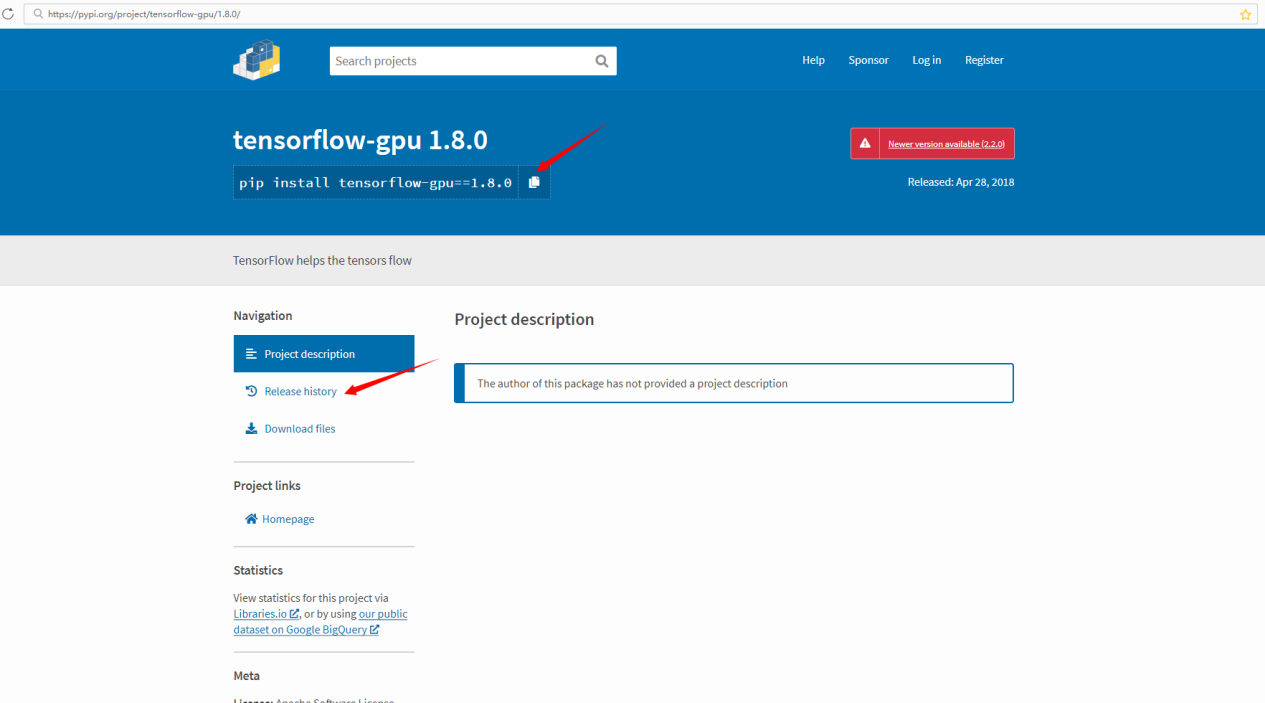 https://pypi.org/project/tensorflow-gpu/1.8.0/
Search projects
Help Sponsor Log in Register
tensorflow-gpu 1.8.0
pip install tensorflow-gpu==1.8.0
Newer version available (2.2.0)
Released: Apr 28, 2018
TensorFlow helps the tensors flow
Navigation
Project description
Release history
Download files
Project links
Homepage
Statistics
View statistics for this project via
Libraries.io, or by using our public
dataset on Google BigQuery
Meta
License: Apache Software License
Project description
The author of this package has not provided a project description